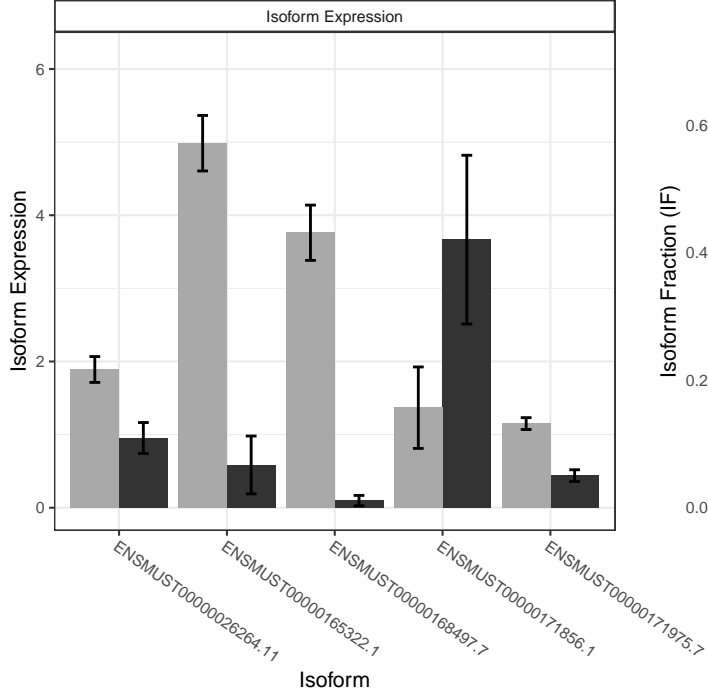 Isoform Expression
Isoform Expression
6
4
2
0
ENSMUST00000026264.11
ENSMUST00000165322.1
ENSMUST00000168497.7
ENSMUST00000171856.1
ENSMUST00000171975.7
Isoform
Isoform Fraction (IF)
0.6
0.4
0.2
0.0